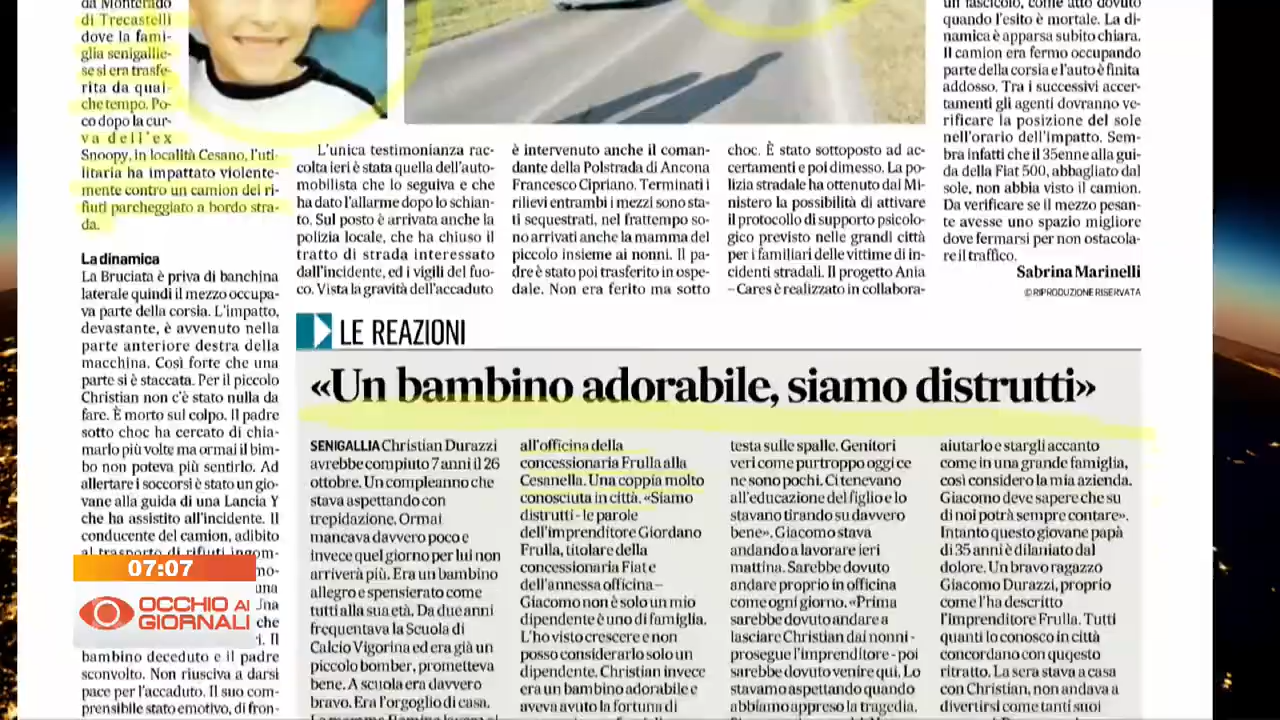 da Monterado
di Trecastelli
dove la fami-
glia senigallie-
se si era trasfe-
rita da qual-
che tempo. Po-
co dopo la cur-
va dell'ex
Snoopy, in località Cesano, l'uti-
litaria ha impattato violente-
mente contro un camion dei ri-
fiuti parcheggiato a bordo stra-
da.
La dinamica
La Bruciata è priva di banchina
laterale quindi il mezzo occupa-
va parte della corsia. L'impatto,
devastante, è avvenuto nella
parte anteriore destra della
macchina. Così forte che una
parte si è staccata. Per il piccolo
Christian non c'è stato nulla da
fare. È morto sul colpo. Il padre
sotto choc ha cercato di chia-
marlo più volte ma ormai il bim-
bo non poteva più sentirlo. Ad
allertare i soccorsi è stato un gio-
vane alla guida di una Lancia Y
che ha assistito all'incidente. Il
conducente del camion, adibito
al trasporto di rifiuti ingom-
mo-
una
Una
che
i. Il
bambino deceduto e il padre
sconvolto. Non riusciva a darsi
pace per l'accaduto. Il suo com-
prensibile stato emotivo, di fron-
L'unica testimonianza rac-
colta ieri è stata quella dell'auto-
mobilista che lo seguiva e che
ha dato l'allarme dopo lo schian-
to. Sul posto è arrivata anche la
polizia locale, che ha chiuso il
tratto di strada interessato
dall'incidente, ed i vigili del fuo-
co. Vista la gravità dell'accaduto
è intervenuto anche il coman-
dante della Polstrada di Ancona
Francesco Cipriano. Terminati i
rilievi entrambi i mezzi sono sta-
ti sequestrati, nel frattempo so-
no arrivati anche la mamma del
piccolo insieme ai nonni. Il pa-
dre è stato poi trasferito in ospe-
dale. Non era ferito ma sotto
choc. È stato sottoposto ad ac-
certamenti e poi dimesso. La po-
lizia stradale ha ottenuto dal Mi-
nistero la possibilità di attivare
il protocollo di supporto psicolo-
gico previsto nelle grandi città
per i familiari delle vittime di in-
cidenti stradali. Il progetto Ania
– Cares è realizzato in collabora-
un fascicolo, come atto dovuto
quando l'esito è mortale. La di-
namica è apparsa subito chiara.
Il camion era fermo occupando
parte della corsia e l'auto è finita
addosso. Tra i successivi accer-
tamenti gli agenti dovranno ve-
rificare la posizione del sole
nell'orario dell'impatto. Sem-
bra infatti che il 35enne alla gui-
da della Fiat 500, abbagliato dal
sole, non abbia visto il camion.
Da verificare se il mezzo pesan-
te avesse uno spazio migliore
dove fermarsi per non ostacola-
re il traffico.
Sabrina Marinelli
© RIPRODUZIONE RISERVATA
LE REAZIONI
«Un bambino adorabile, siamo distrutti»
SENIGALLIA Christian Durazzi
avrebbe compiuto 7 anni il 26
ottobre. Un compleanno che
stava aspettando con
trepidazione. Ormai
mancava davvero poco e
invece quel giorno per lui non
arriverà più. Era un bambino
allegro e spensierato come
tutti alla sua età. Da due anni
frequentava la Scuola di
Calcio Vigorina ed era già un
piccolo bomber, prometteva
bene. A scuola era davvero
bravo. Era l'orgoglio di casa.
all'officina della
concessionaria Frulla alla
Cesanella. Una coppia molto
conosciuta in città. «Siamo
distrutti - le parole
dell'imprenditore Giordano
Frulla, titolare della
concessionaria Fiat e
dell'annessa officina –
Giacomo non è solo un mio
dipendente è uno di famiglia.
L'ho visto crescere e non
posso considerarlo solo un
dipendente. Christian invece
era un bambino adorabile e
aveva avuto la fortuna di
testa sulle spalle. Genitori
veri come purtroppo oggi ce
ne sono pochi. Ci tenevano
all'educazione del figlio e lo
stavano tirando su davvero
bene». Giacomo stava
andando a lavorare ieri
mattina. Sarebbe dovuto
andare proprio in officina
come ogni giorno. «Prima
sarebbe dovuto andare a
lasciare Christian dai nonni -
prosegue l'imprenditore - poi
sarebbe dovuto venire qui. Lo
stavamo aspettando quando
abbiamo appreso la tragedia.
aiutarlo e stargli accanto
come in una grande famiglia,
così considero la mia azienda.
Giacomo deve sapere che su
di noi potrà sempre contare».
Intanto questo giovane papà
di 35 anni è dilaniato dal
dolore. Un bravo ragazzo
Giacomo Durazzi, proprio
come l'ha descritto
l'imprenditore Frulla. Tutti
quanti lo conosco in città
concordano con quqesto
ritratto. La sera stava a casa
con Christian, non andava a
divertirsi come tanti suoi
07:07
OCCHIO AI
GIORNALI